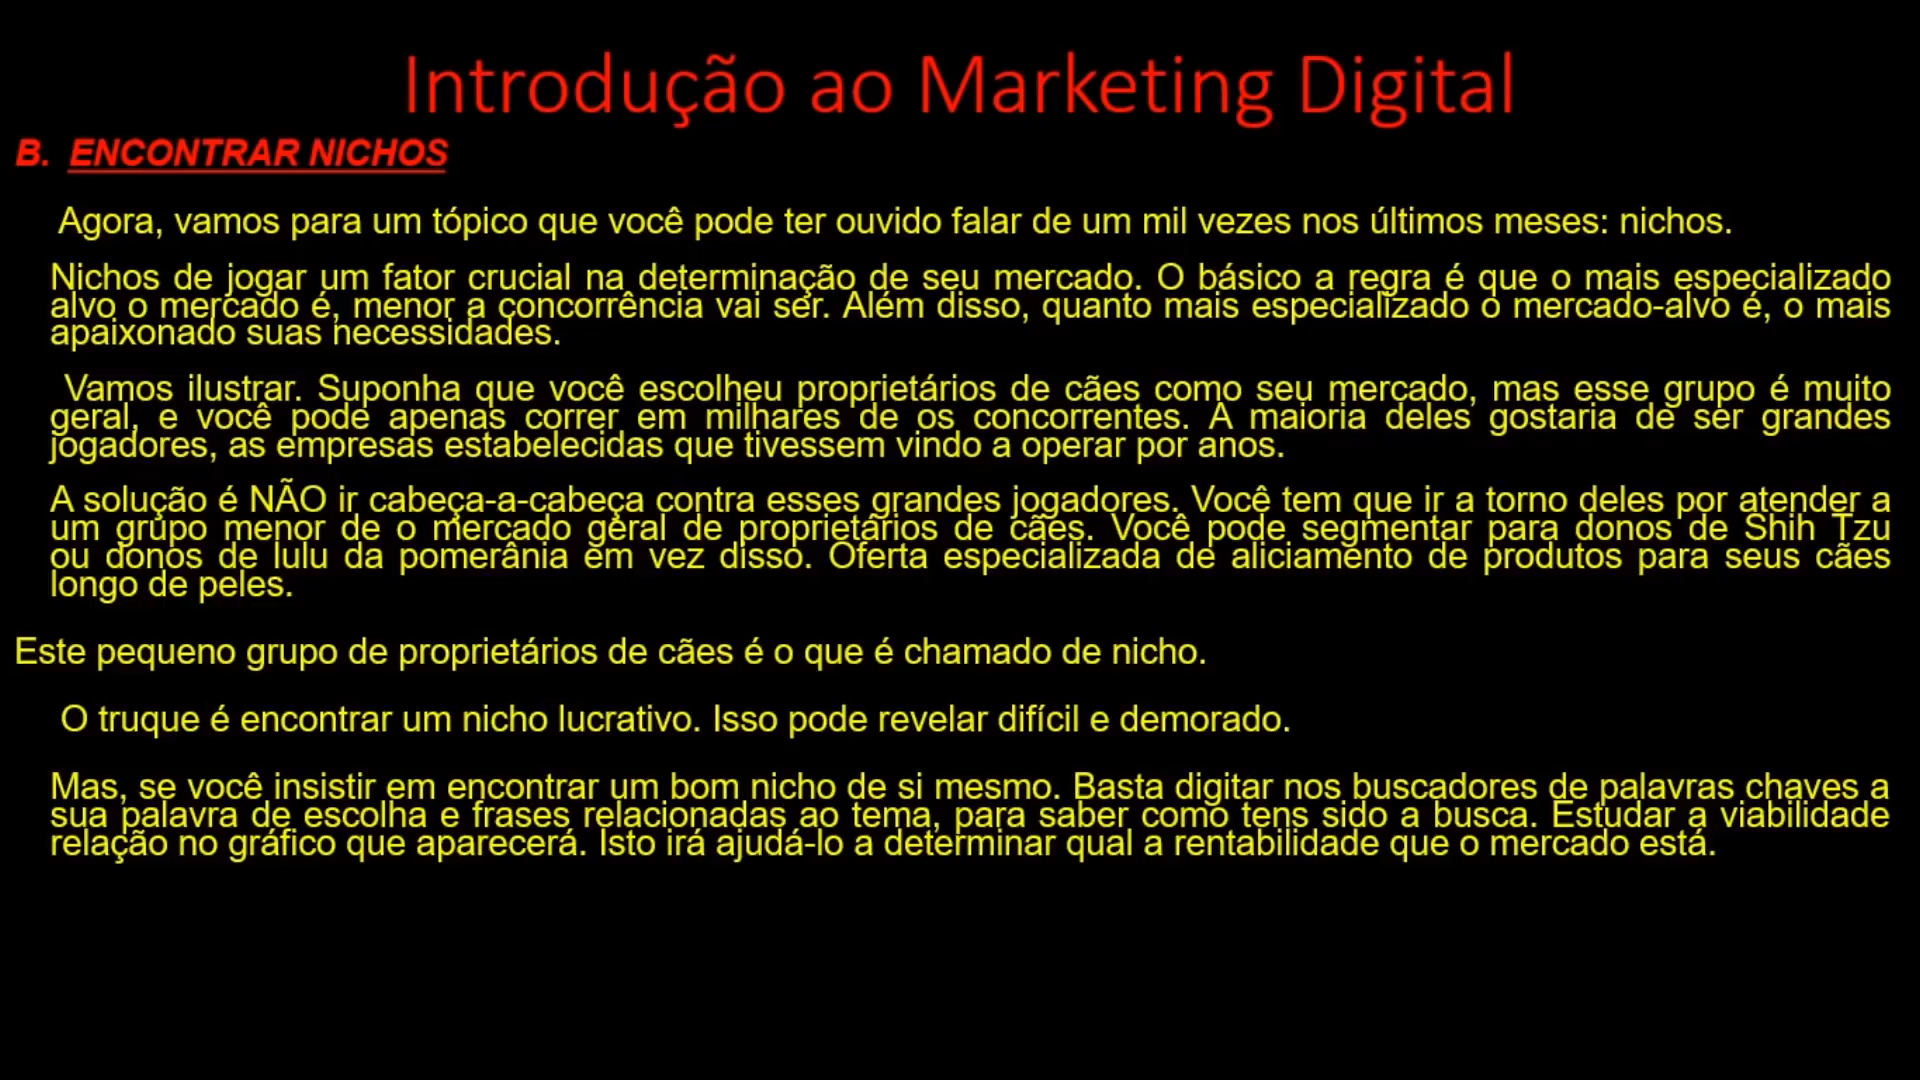 Introdução ao Marketing Digital
B. ENCONTRAR NICHOS
Agora, vamos para um tópico que você pode ter ouvido falar de um mil vezes nos últimos meses: nichos.
Nichos de jogar um fator crucial na determinação de seu mercado. O básico a regra é que o mais especializado
alvo o mercado é, menor a concorrência vai ser. Além disso, quanto mais especializado o mercado-alvo é, o mais
apaixonado suas necessidades.
Vamos ilustrar. Suponha que você escolheu proprietários de cães como seu mercado, mas esse grupo é muito
geral, e você pode apenas correr em milhares de os concorrentes. A maioria deles gostaria de ser grandes
jogadores, as empresas estabelecidas que tivessem vindo a operar por anos.
A solução é NÃO ir cabeça-a-cabeça contra esses grandes jogadores. Você tem que ir a torno deles por atender a
um grupo menor de o mercado geral de proprietários de cães. Você pode segmentar para donos de Shih Tzu
ou donos de lulu da pomerânia em vez disso. Oferta especializada de aliciamento de produtos para seus cães
longo de peles.
Este pequeno grupo de proprietários de cães é o que é chamado de nicho.
O truque é encontrar um nicho lucrativo. Isso pode revelar difícil e demorado.
Mas, se você insistir em encontrar um bom nicho de si mesmo. Basta digitar nos buscadores de palavras chaves a
sua palavra de escolha e frases relacionadas ao tema, para saber como tens sido a busca. Estudar a viabilidade
relação no gráfico que aparecerá. Isto irá ajudá-lo a determinar qual a rentabilidade que o mercado está.